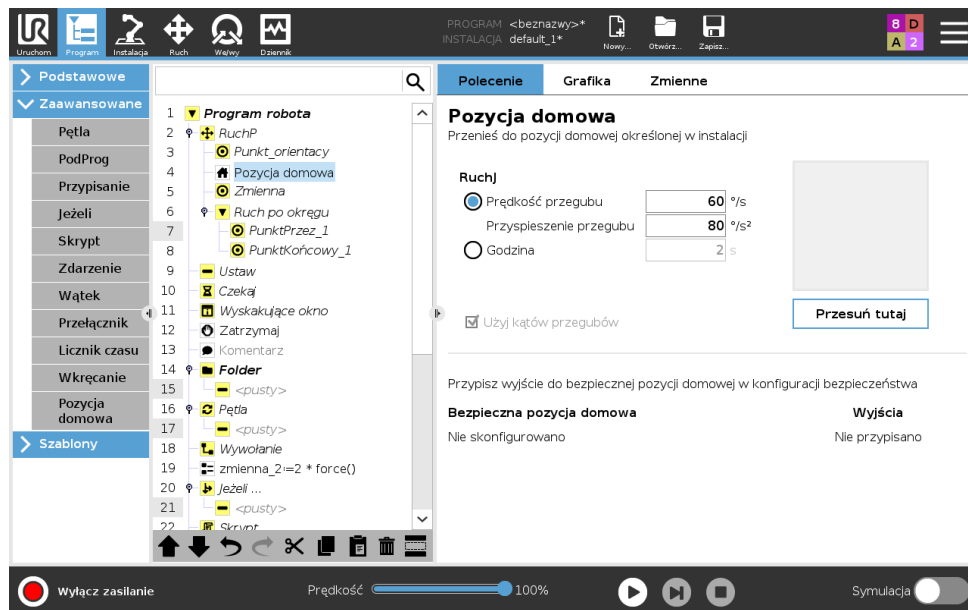 PROGRAM <beznazwy>*
INSTALACJA default_1*
Uruchom Program Instalacja Ruch We/wy Dziennik Nowy... Otwórz... Zapisz...
8 D
A 2
Podstawowe
Zaawansowane
Pętla
PodProg
Przypisanie
Jeżeli
Skrypt
Zdarzenie
Wątek
Przełącznik
Licznik czasu
Wkręcanie
Pozycja
domowa
Szablony
1 Program robota
2 RuchP
3 Punkt_orientacy
4 Pozycja domowa
5 Zmienna
6 Ruch po okręgu
7 PunktPrzez_1
8 PunktKońcowy_1
9 Ustaw
10 Czekaj
11 Wyskakujące okno
12 Zatrzymaj
13 Komentarz
14 Folder
15 <pusty>
16 Pętla
17 <pusty>
18 Wywołanie
19 zmienna_2:=2 * force()
20 Jeżeli ...
21 <pusty>
22 Skrypt
Polecenie Grafika Zmienne
Pozycja domowa
Przenieś do pozycji domowej określonej w instalacji
RuchJ
Prędkość przegubu 60 °/s
Przyspieszenie przegubu 80 °/s²
Godzina 2 s
Użyj kątów przegubów
Przesuń tutaj
Przypisz wyjście do bezpiecznej pozycji domowej w konfiguracji bezpieczeństwa
Bezpieczna pozycja domowa Wyjścia
Nie skonfigurowano Nie przypisano
Wyłącz zasilanie Prędkość 100% Symulacja